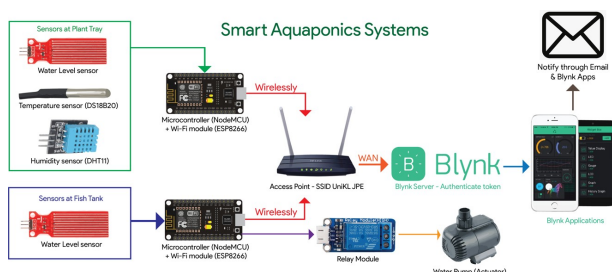 Smart Aquaponics Systems
Sensors at Plant Tray
Water Level sensor
Temperature sensor (DS18B20)
Humidity sensor (DHT11)
Microcontroller (NodeMCU)
+ Wi-Fi module (ESP8266)
Wirelessly
Access Point - SSID UniKL JPE
WAN
B
Blynk
Blynk Server - Authenticate token
Notify through Email
& Blynk Apps
Blynk Applications
Sensors at Fish Tank
Water Level sensor
Microcontroller (NodeMCU)
+ Wi-Fi module (ESP8266)
Wirelessly
Relay Module
Water Pump (Actuator)